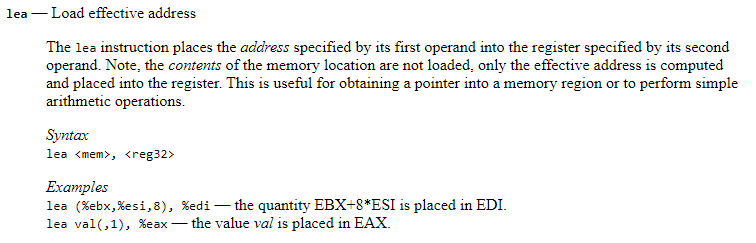 lea — Load effective address
The lea instruction places the address specified by its first operand into the register specified by its second
operand. Note, the contents of the memory location are not loaded, only the effective address is computed
and placed into the register. This is useful for obtaining a pointer into a memory region or to perform simple
arithmetic operations.
Syntax
lea <mem>, <reg32>
Examples
lea (%ebx,%esi,8), %edi — the quantity EBX+8*ESI is placed in EDI.
lea val(,1), %eax — the value val is placed in EAX.